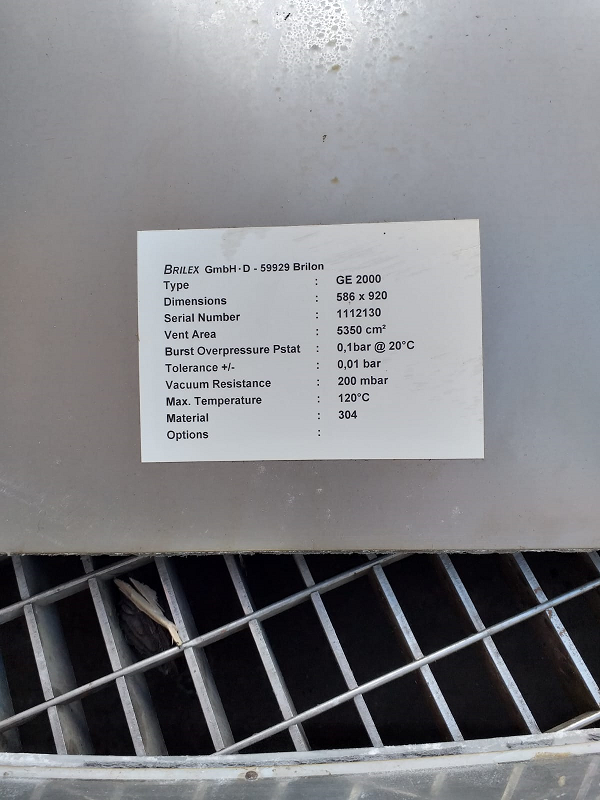 BRILEX GmbH·D - 59929 Brilon
Type : GE 2000
Dimensions : 586 x 920
Serial Number : 1112130
Vent Area : 5350 cm²
Burst Overpressure Pstat : 0,1bar @ 20°C
Tolerance +/- : 0,01 bar
Vacuum Resistance : 200 mbar
Max. Temperature : 120°C
Material : 304
Options :